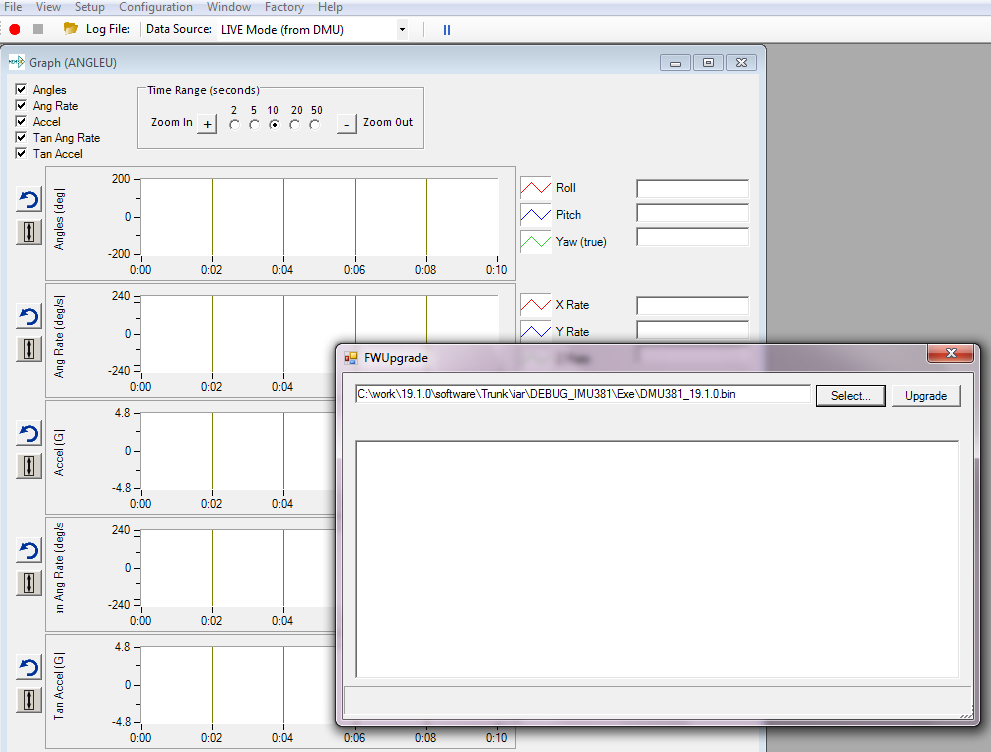 File View Setup Configuration Window Factory Help
Log File: Data Source: LIVE Mode (from DMU)
Graph (ANGLEU)
Angles
Ang Rate
Accel
Tan Ang Rate
Tan Accel
Time Range (seconds)
2 5 10 20 50
Zoom In + - Zoom Out
Angles (deg)
200
0
-200
0:00 0:02 0:04 0:06 0:08 0:10
Roll
Pitch
Yaw (true)
Ang Rate (deg/s)
240
0
-240
0:00 0:02 0:04
X Rate
Y Rate
Accel (G)
4.8
0
-4.8
0:00 0:02 0:04
an Ang Rate (deg/s
240
0
-240
0:00 0:02 0:04
Tan Accel (G)
4.8
0
-4.8
0:00 0:02 0:04 0:06 0:08 0:10
FWUpgrade
C:\work\19.1.0\software\Trunk\iar\DEBUG_IMU381\Exe\DMU381_19.1.0.bin
Select... Upgrade